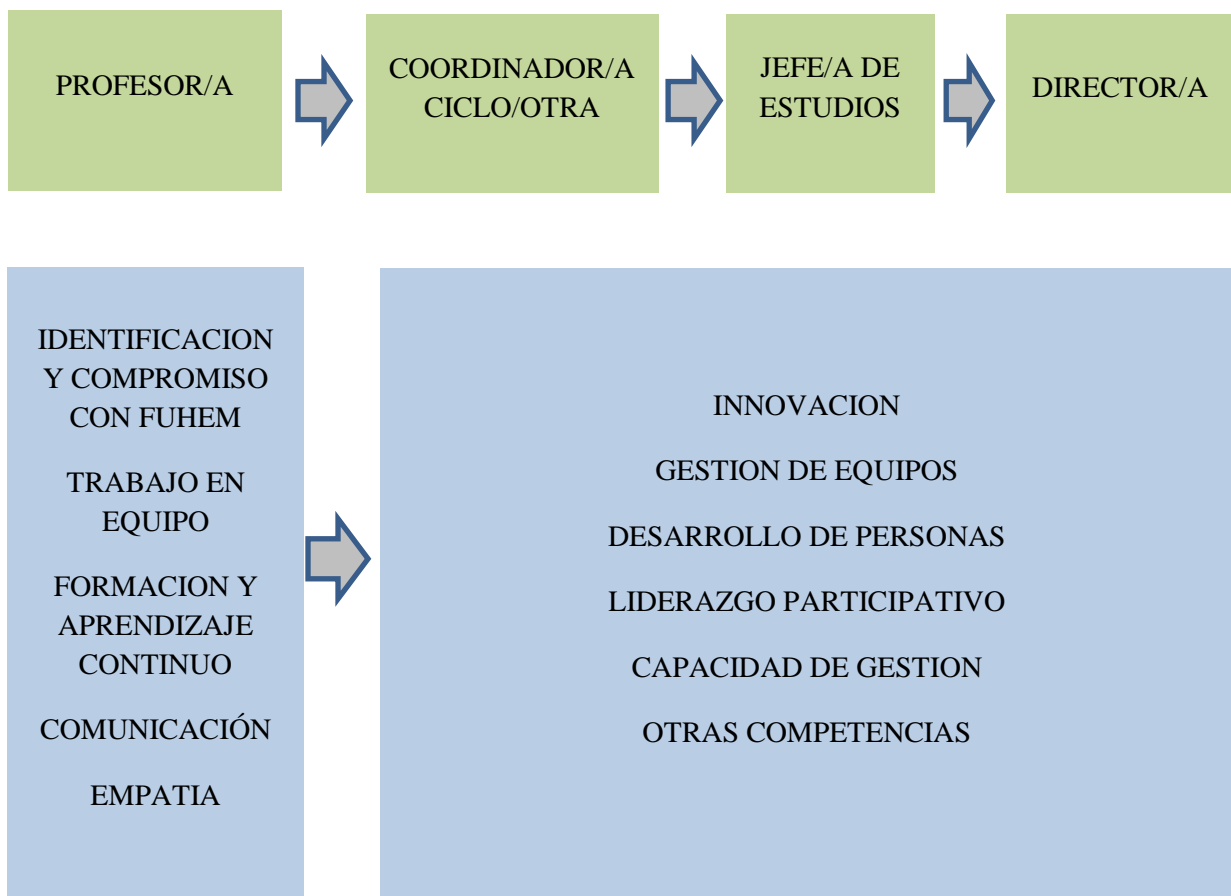 PROFESOR/A
COORDINADOR/A
CICLO/OTRA
JEFE/A DE
ESTUDIOS
DIRECTOR/A
IDENTIFICACION
Y COMPROMISO
CON FUHEM
TRABAJO EN
EQUIPO
FORMACION Y
APRENDIZAJE
CONTINUO
COMUNICACIÓN
EMPATIA
INNOVACION
GESTION DE EQUIPOS
DESARROLLO DE PERSONAS
LIDERAZGO PARTICIPATIVO
CAPACIDAD DE GESTION
OTRAS COMPETENCIAS